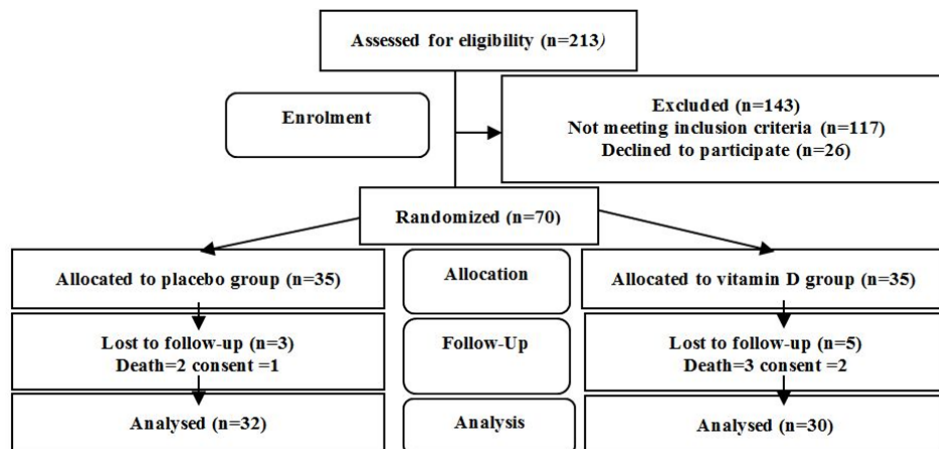 Assessed for eligibility (n=213)
Enrolment
Excluded (n=143)
Not meeting inclusion criteria (n=117)
Declined to participate (n=26)
Randomized (n=70)
Allocated to placebo group (n=35)
Allocation
Allocated to vitamin D group (n=35)
Lost to follow-up (n=3)
Death=2 consent =1
Follow-Up
Lost to follow-up (n=5)
Death=3 consent =2
Analysed (n=32)
Analysis
Analysed (n=30)